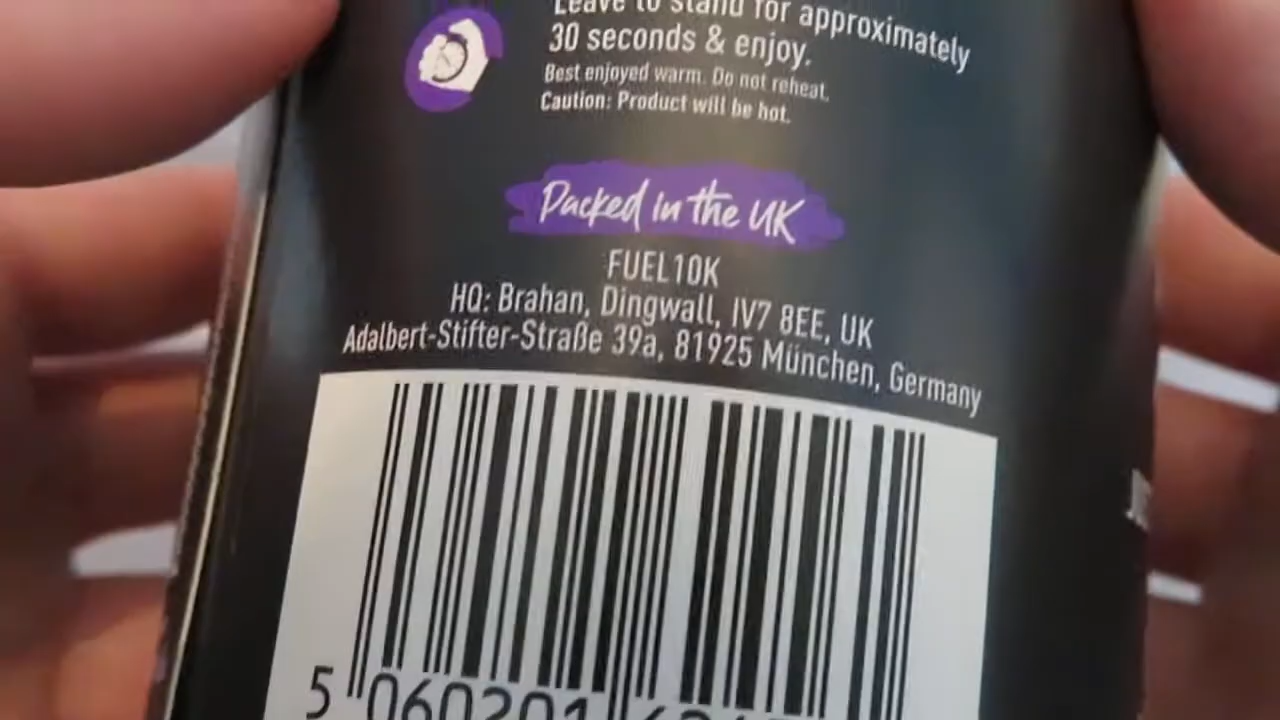 Leave to stand for approximately
30 seconds & enjoy.
Best enjoyed warm. Do not reheat.
Caution: Product will be hot.
Packed in the UK
FUEL10K
HQ: Brahan, Dingwall, IV7 8EE, UK
Adalbert-Stifter-Straße 39a, 81925 München, Germany
5 060201